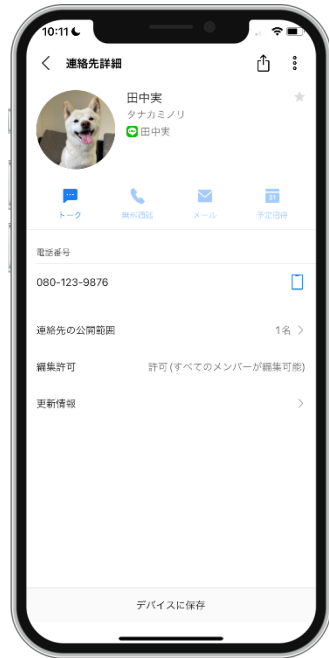 10:11
連絡先詳細
田中実
タナカミノリ
田中実
トーク
無料通話
メール
31
予定招待
電話番号
080-123-9876
連絡先の公開範囲
1名
編集許可
許可(すべてのメンバーが編集可能)
更新情報
デバイスに保存